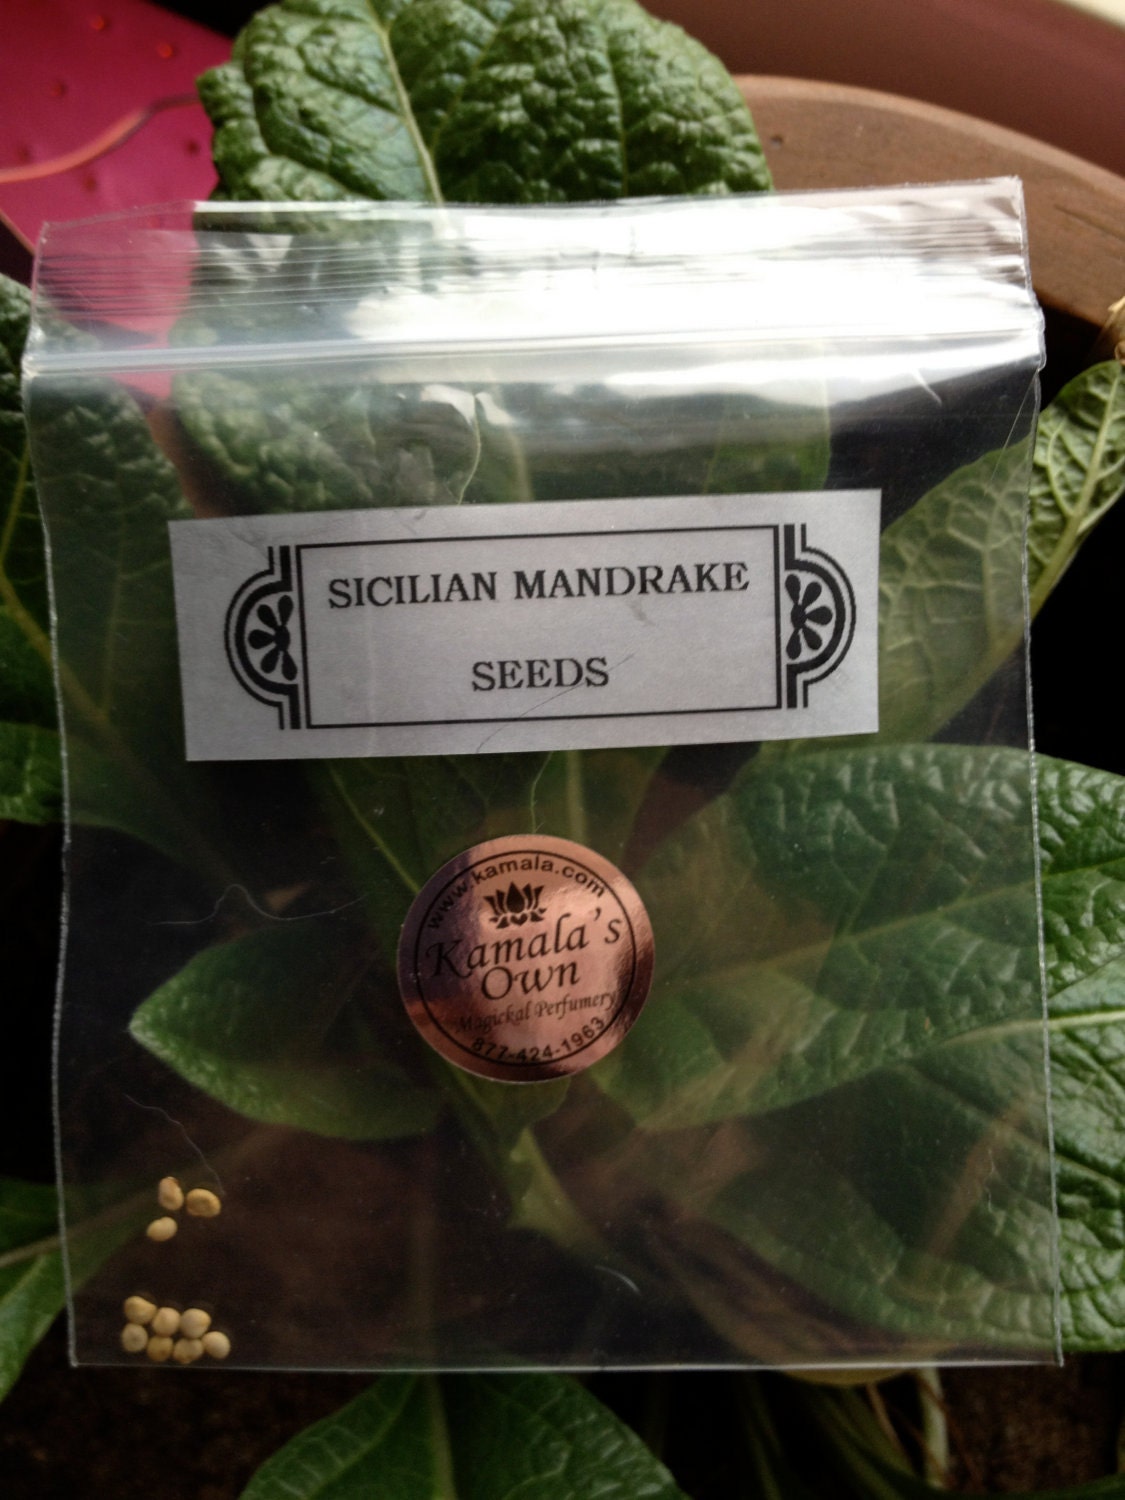 SICILIAN MANDRAKE
SEEDS
www.kamala.com
Kamala's
Own
Magickal Perfumery
877-424-1963